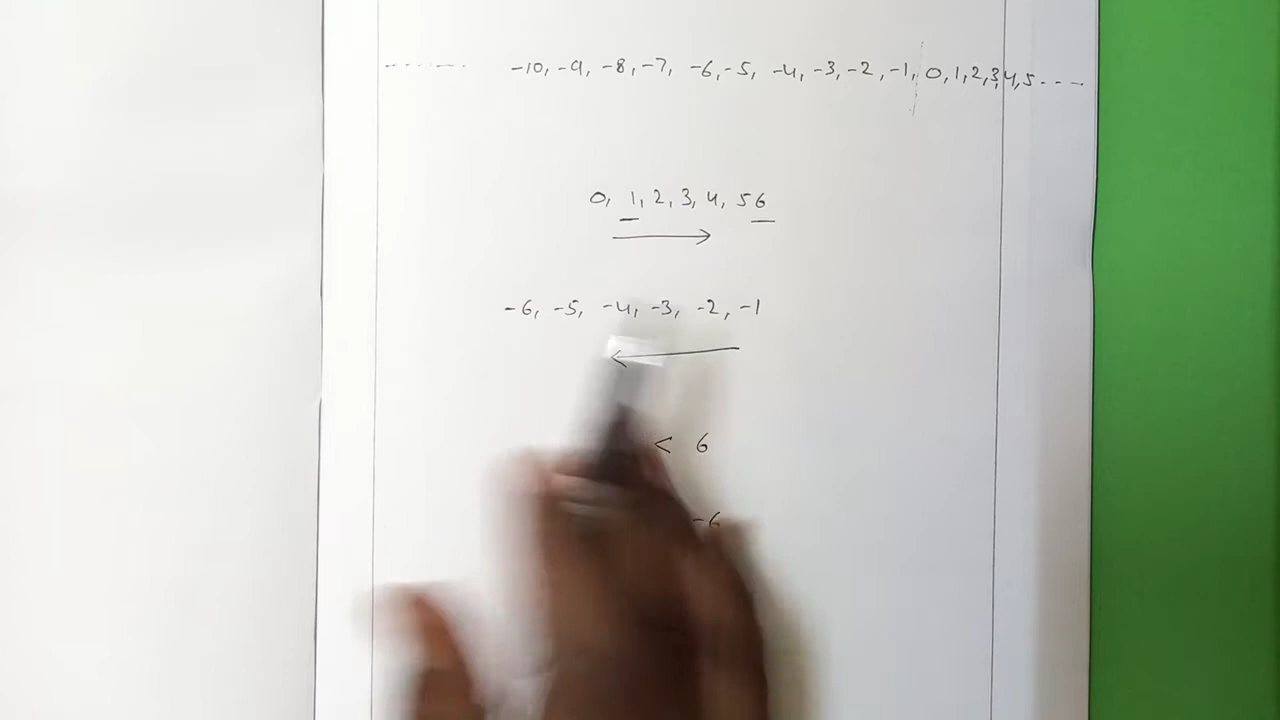 ------- -10, -9, -8, -7, -6, -5, -4, -3, -2, -1, 0, 1, 2, 3, 4, 5 - - -
0, 1, 2, 3, 4, 5 6
-6, -5, -4, -3, -2, -1
< 6
-6